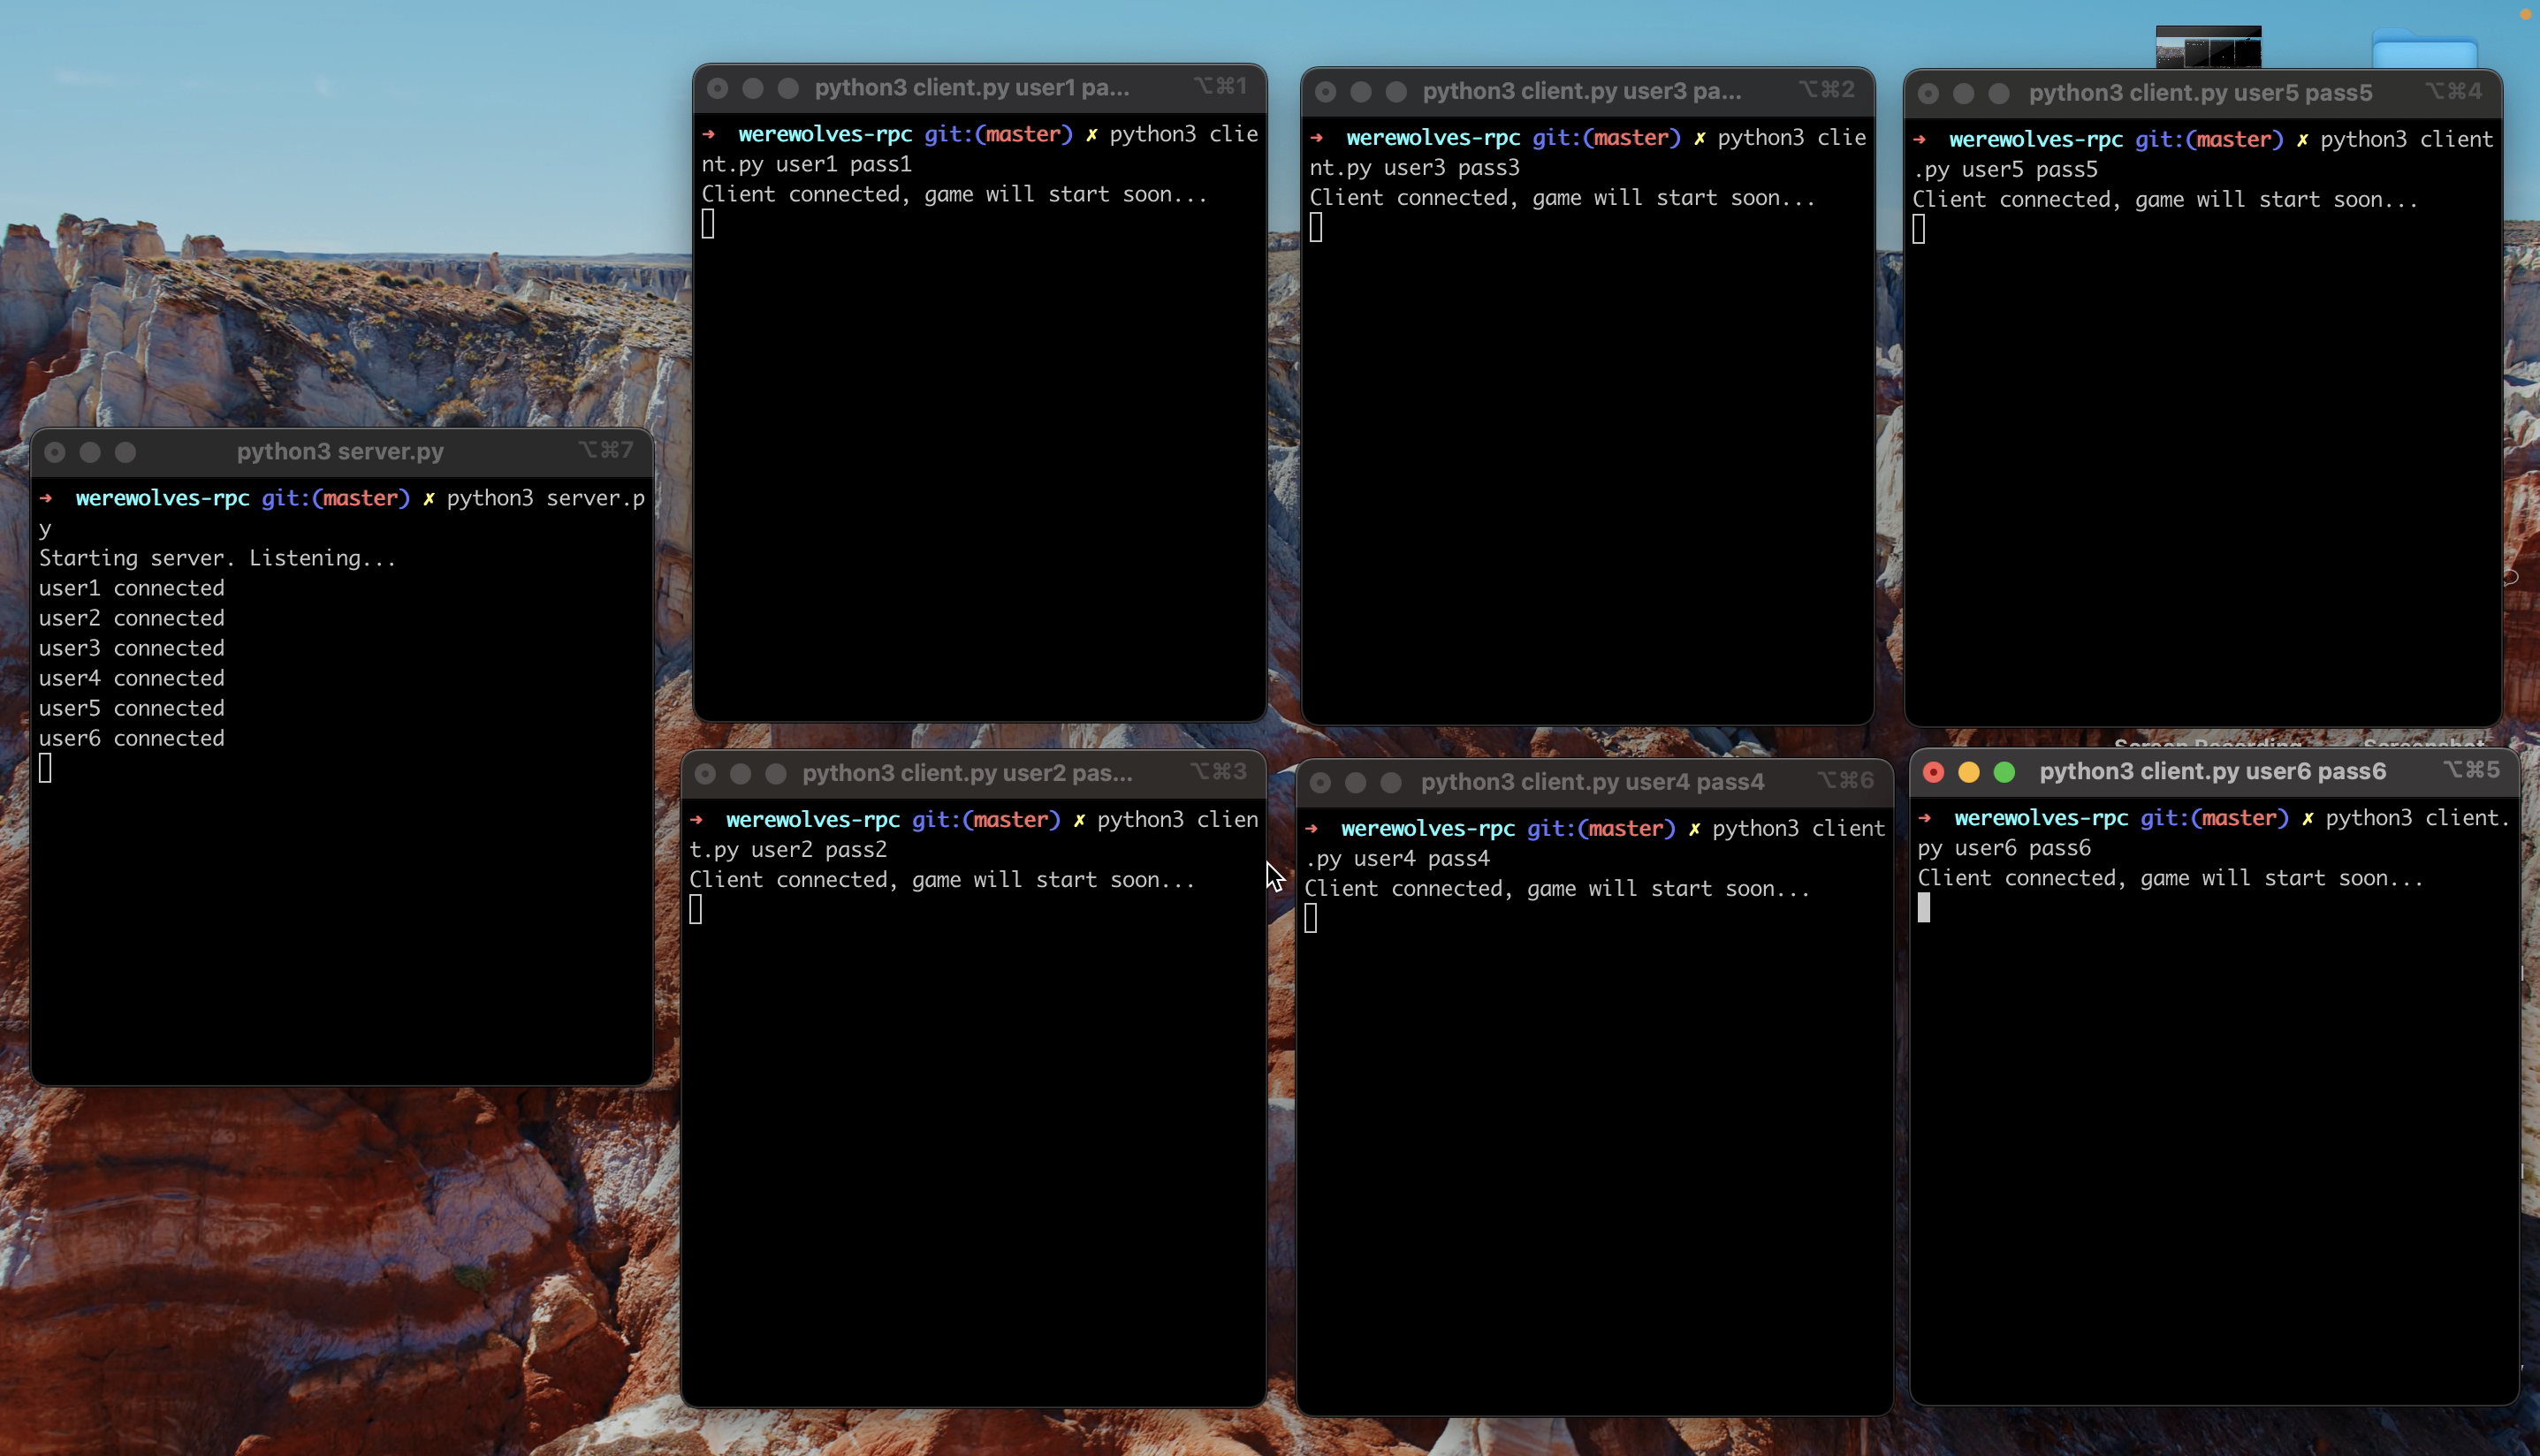 python3 client.py user1 pa... ⌥⌘1
➜  werewolves-rpc git:(master) ✗ python3 clie
nt.py user1 pass1
Client connected, game will start soon...
python3 client.py user3 pa... ⌥⌘2
➜  werewolves-rpc git:(master) ✗ python3 clie
nt.py user3 pass3
Client connected, game will start soon...
python3 client.py user5 pass5 ⌥⌘4
➜  werewolves-rpc git:(master) ✗ python3 client
.py user5 pass5
Client connected, game will start soon...
python3 server.py ⌥⌘7
➜  werewolves-rpc git:(master) ✗ python3 server.p
y
Starting server. Listening...
user1 connected
user2 connected
user3 connected
user4 connected
user5 connected
user6 connected
python3 client.py user2 pas... ⌥⌘3
➜  werewolves-rpc git:(master) ✗ python3 clien
t.py user2 pass2
Client connected, game will start soon...
python3 client.py user4 pass4 ⌥⌘6
➜  werewolves-rpc git:(master) ✗ python3 client
.py user4 pass4
Client connected, game will start soon...
Screen Recording Screenshot
python3 client.py user6 pass6 ⌥⌘5
➜  werewolves-rpc git:(master) ✗ python3 client.
py user6 pass6
Client connected, game will start soon...